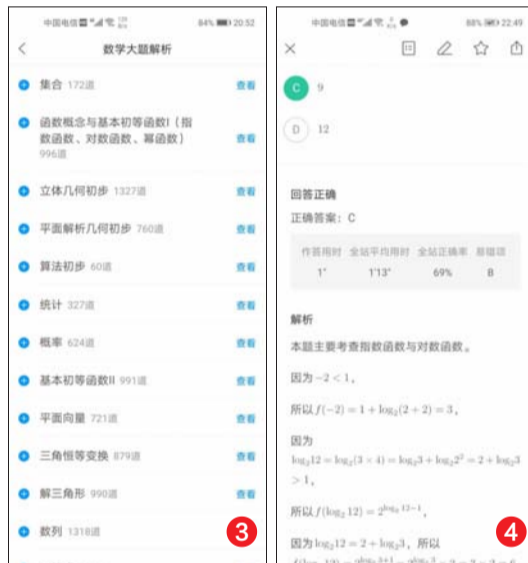 中国电信
84% 20:52
数学大题解析
集合 172道 查看
函数概念与基本初等函数I(指
数函数、对数函数、幂函数) 查看
996道
立体几何初步 1327道 查看
平面解析几何初步 760道 查看
算法初步 60道 查看
统计 327道 查看
概率 624道 查看
基本初等函数II 991道 查看
平面向量 721道 查看
三角恒等变换 879道 查看
解三角形 990道 查看
数列 1318道
3
中国电信
88% 22:49
C 9
D 12
回答正确
正确答案:C
作答用时 全站平均用时 全站正确率 易错项
1" 1'13" 69% B
解析
本题主要考查指数函数与对数函数。
因为 −2 < 1,
所以 f(−2) = 1 + log₂(2 + 2) = 3,
因为
log₂12 = log₂(3 × 4) = log₂3 + log₂2² = 2 + log₂3
> 1,
所以 f(log₂ 12) = 2^{log₂ 12−1},
因为 log₂12 = 2 + log₂3,所以
4